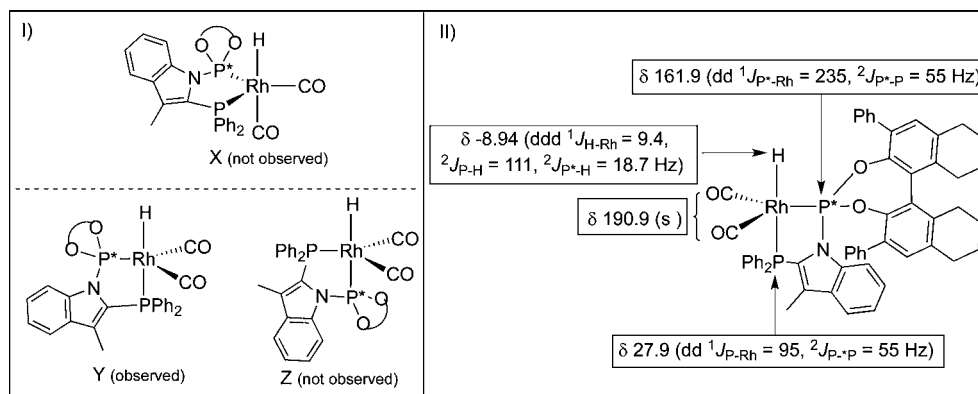 I)
H
O
O
P*
N
Rh
CO
P
Ph2
CO
X (not observed)
H
O
O
P*
Rh
CO
CO
N
PPh2
Y (observed)
H
Ph2P
Rh
CO
CO
N
P*
O
O
Z (not observed)
II)
δ 161.9 (dd 1JP*-Rh = 235, 2JP*-P = 55 Hz)
δ -8.94 (ddd 1JH-Rh = 9.4,
2JP-H = 111, 2JP*-H = 18.7 Hz)
δ 190.9 (s )
Ph
H
O
OC
Rh
P*
O
OC
Ph2P
N
Ph
δ 27.9 (dd 1JP-Rh = 95, 2JP-*P = 55 Hz)